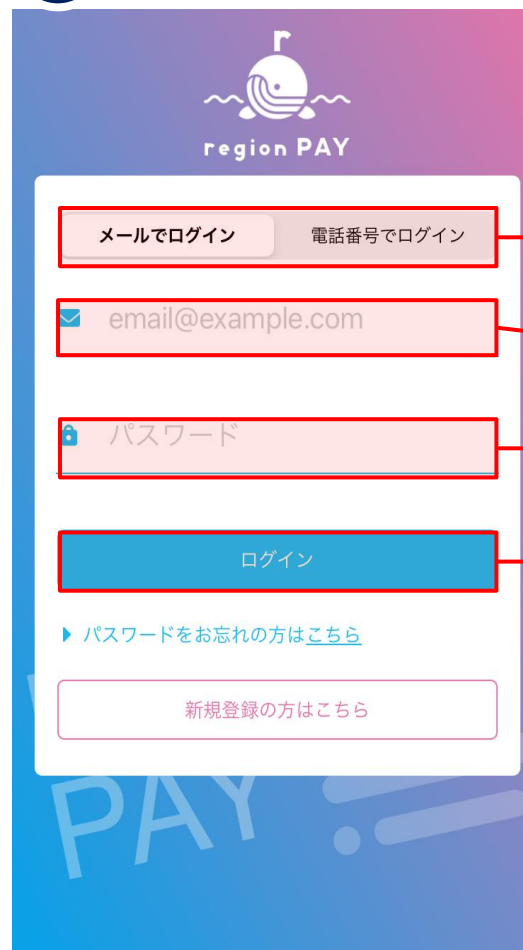 r
region PAY
メールでログイン 電話番号でログイン
email@example.com
パスワード
ログイン
パスワードをお忘れの方はこちら
新規登録の方はこちら
PAY